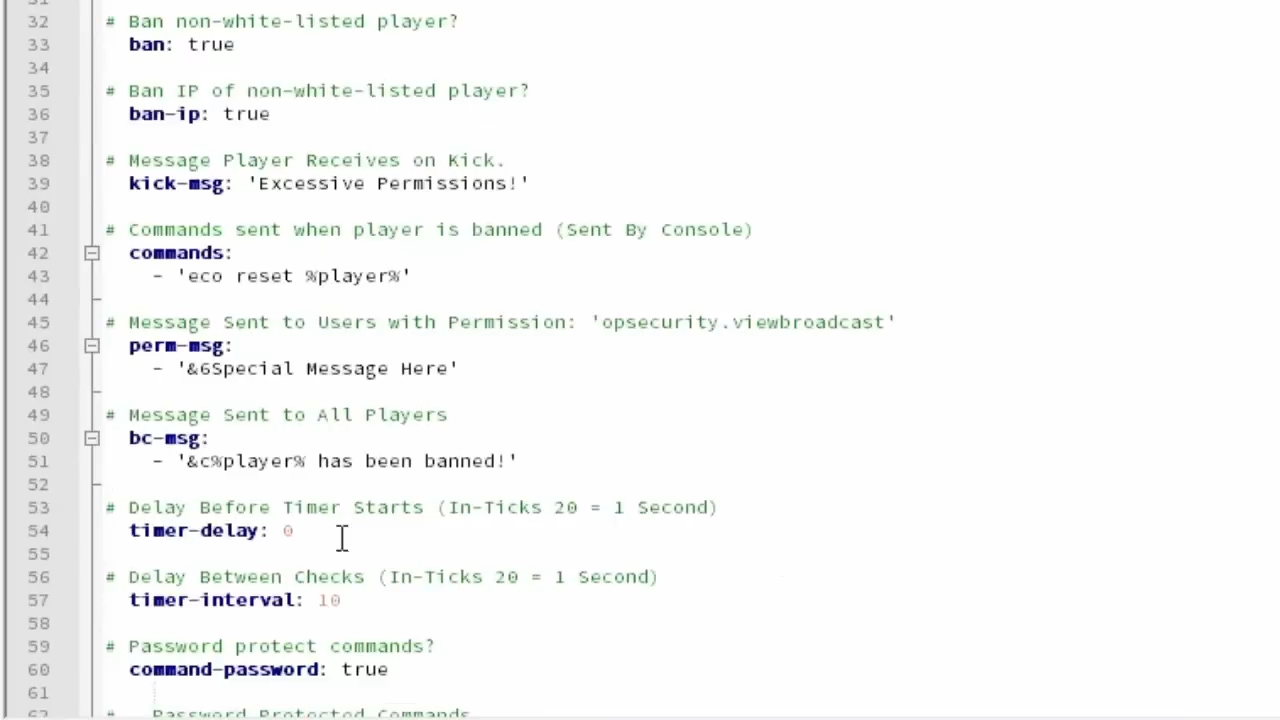 32 # Ban non-white-listed player?
33 ban: true
34
35 # Ban IP of non-white-listed player?
36 ban-ip: true
37
38 # Message Player Receives on Kick.
39 kick-msg: 'Excessive Permissions!'
40
41 # Commands sent when player is banned (Sent By Console)
42 commands:
43 - 'eco reset %player%'
44
45 # Message Sent to Users with Permission: 'opsecurity.viewbroadcast'
46 perm-msg:
47 - '&6Special Message Here'
48
49 # Message Sent to All Players
50 bc-msg:
51 - '&c%player% has been banned!'
52
53 # Delay Before Timer Starts (In-Ticks 20 = 1 Second)
54 timer-delay: 0
55
56 # Delay Between Checks (In-Ticks 20 = 1 Second)
57 timer-interval: 10
58
59 # Password protect commands?
60 command-password: true
61
62 # Password Protected Commands